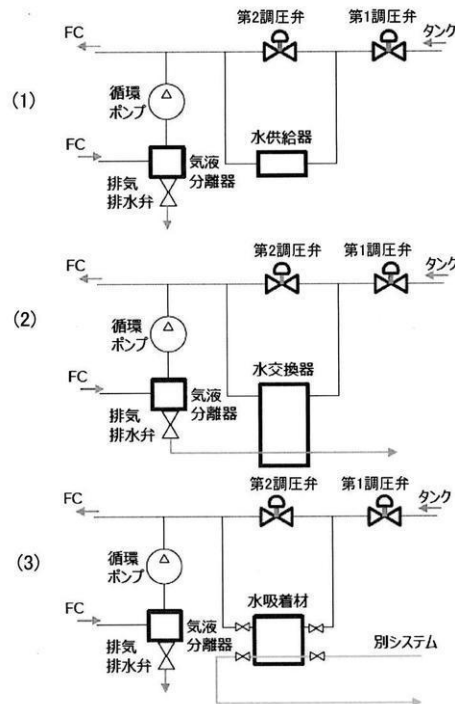 (1)
FC
第2調圧弁
第1調圧弁
タンク
循環
ポンプ
水供給器
FC
気液
分離器
排気
排水弁
(2)
FC
第2調圧弁
第1調圧弁
タンク
循環
ポンプ
水交換器
FC
気液
分離器
排気
排水弁
(3)
FC
第2調圧弁
第1調圧弁
タンク
循環
ポンプ
水吸着材
FC
気液
分離器
排気
排水弁
別システム